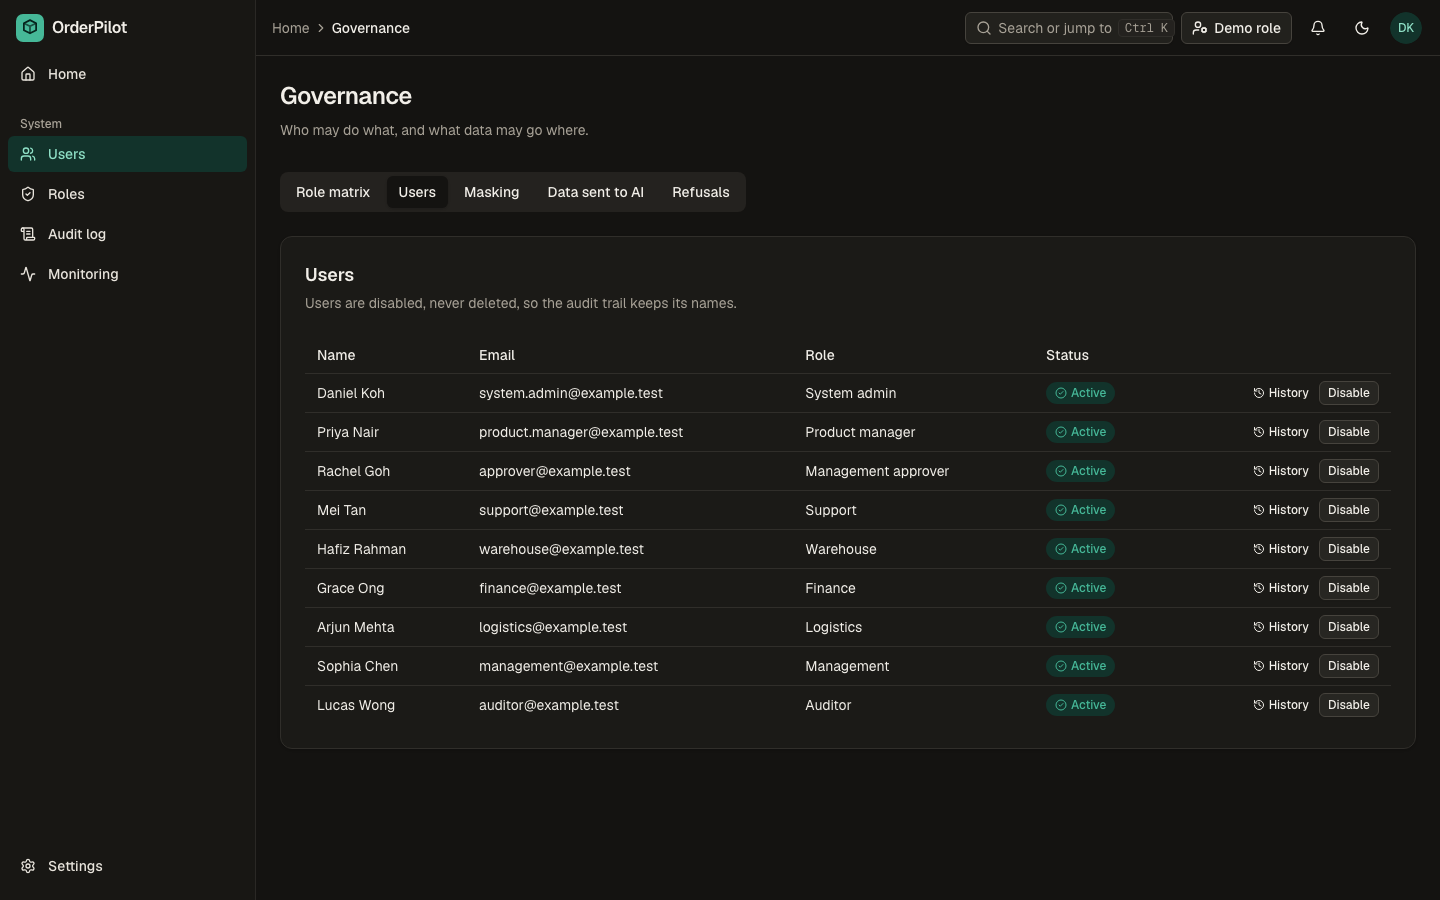 OrderPilot
Home
System
Users
Roles
Audit log
Monitoring
Settings
Home > Governance
Search or jump to Ctrl K
Demo role
DK
Governance
Who may do what, and what data may go where.
Role matrix Users Masking Data sent to AI Refusals
Users
Users are disabled, never deleted, so the audit trail keeps its names.
Name Email Role Status
Daniel Koh system.admin@example.test System admin Active History Disable
Priya Nair product.manager@example.test Product manager Active History Disable
Rachel Goh approver@example.test Management approver Active History Disable
Mei Tan support@example.test Support Active History Disable
Hafiz Rahman warehouse@example.test Warehouse Active History Disable
Grace Ong finance@example.test Finance Active History Disable
Arjun Mehta logistics@example.test Logistics Active History Disable
Sophia Chen management@example.test Management Active History Disable
Lucas Wong auditor@example.test Auditor Active History Disable